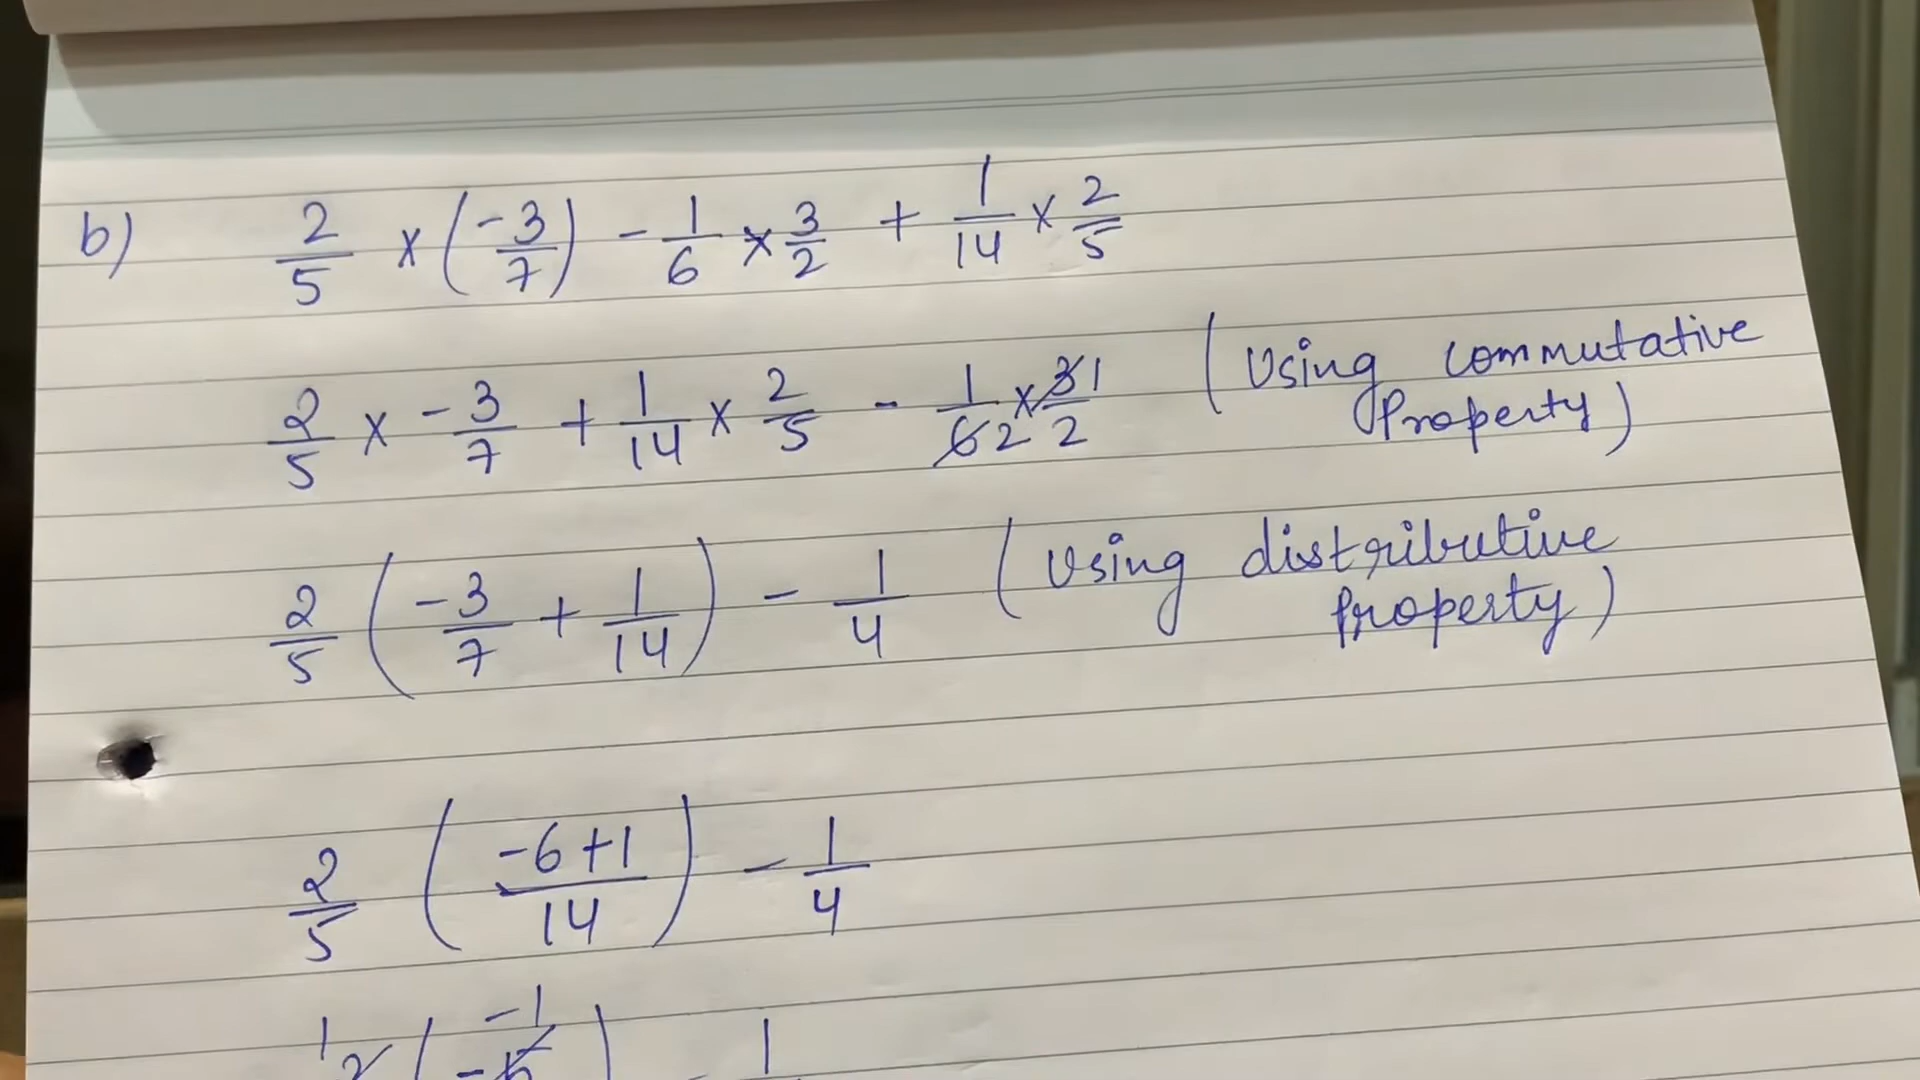 b) 2/5 × (-3/7) - 1/6 × 3/2 + 1/14 × 2/5
2/5 × -3/7 + 1/14 × 2/5 - 1/6 2 × 3 1/2 (Using commutative
Property)
2/5 (-3/7 + 1/14) - 1/4 (Using distributive
Property)
2/5 (-6+1/14) - 1/4